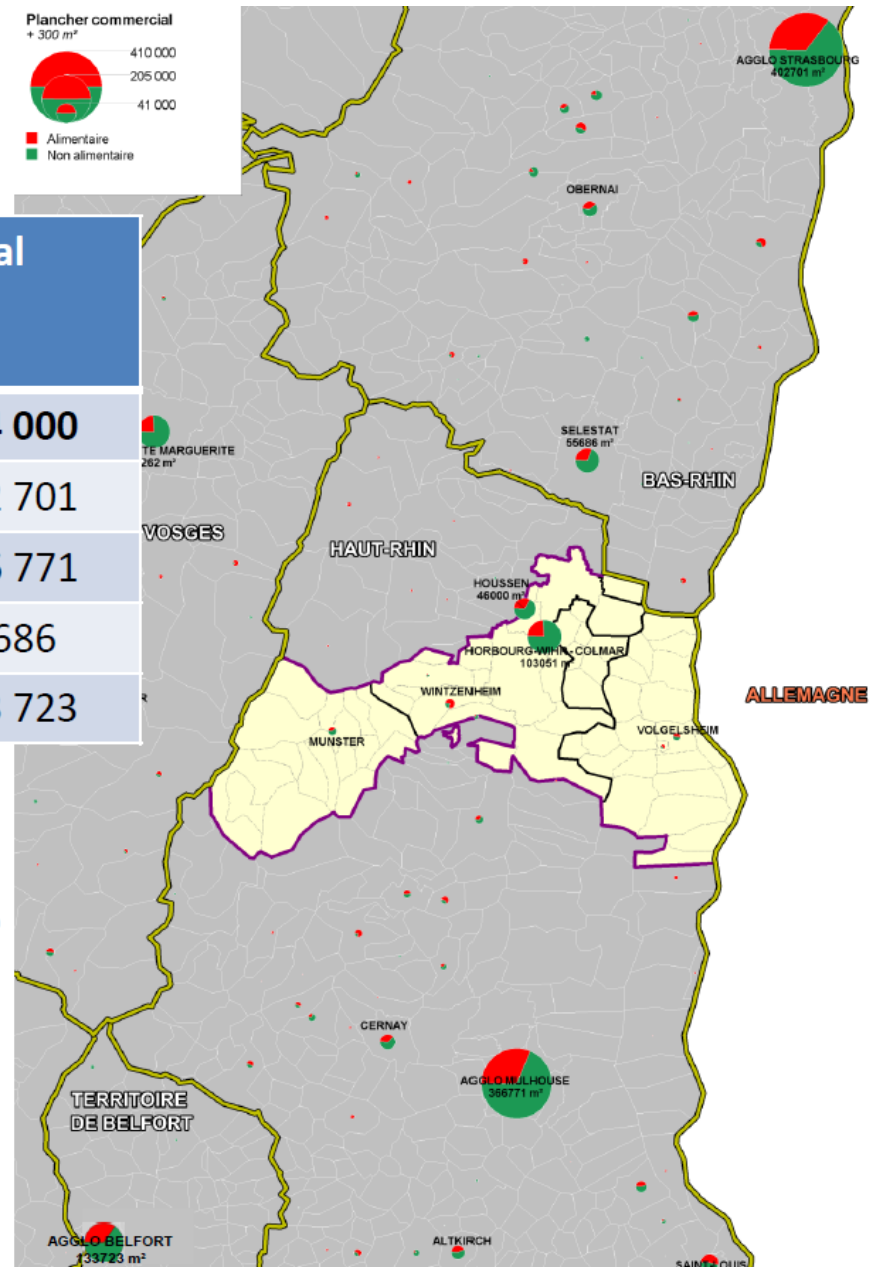 Plancher commercial
+ 300 m²
410 000
205 000
41 000
Alimentaire
Non alimentaire
AGGLO STRASBOURG
402701 m²
OBERNAI
al
000
701
771
686
723
TE MARGUERITE
262 m²
SELESTAT
55686 m²
BAS-RHIN
VOSGES
HAUT-RHIN
HOUSSEN
46000 m²
HORBOURG-WIHR - COLMAR
103051 m
WINTZENHEIM
ALLEMAGNE
MUNSTER
VOLGELSHEIM
R
CERNAY
AGGLO MULHOUSE
366771 m²
TERRITOIRE
DE BELFORT
AGGLO BELFORT
133723 m²
ALTKIRCH
SAINT-LOUIS